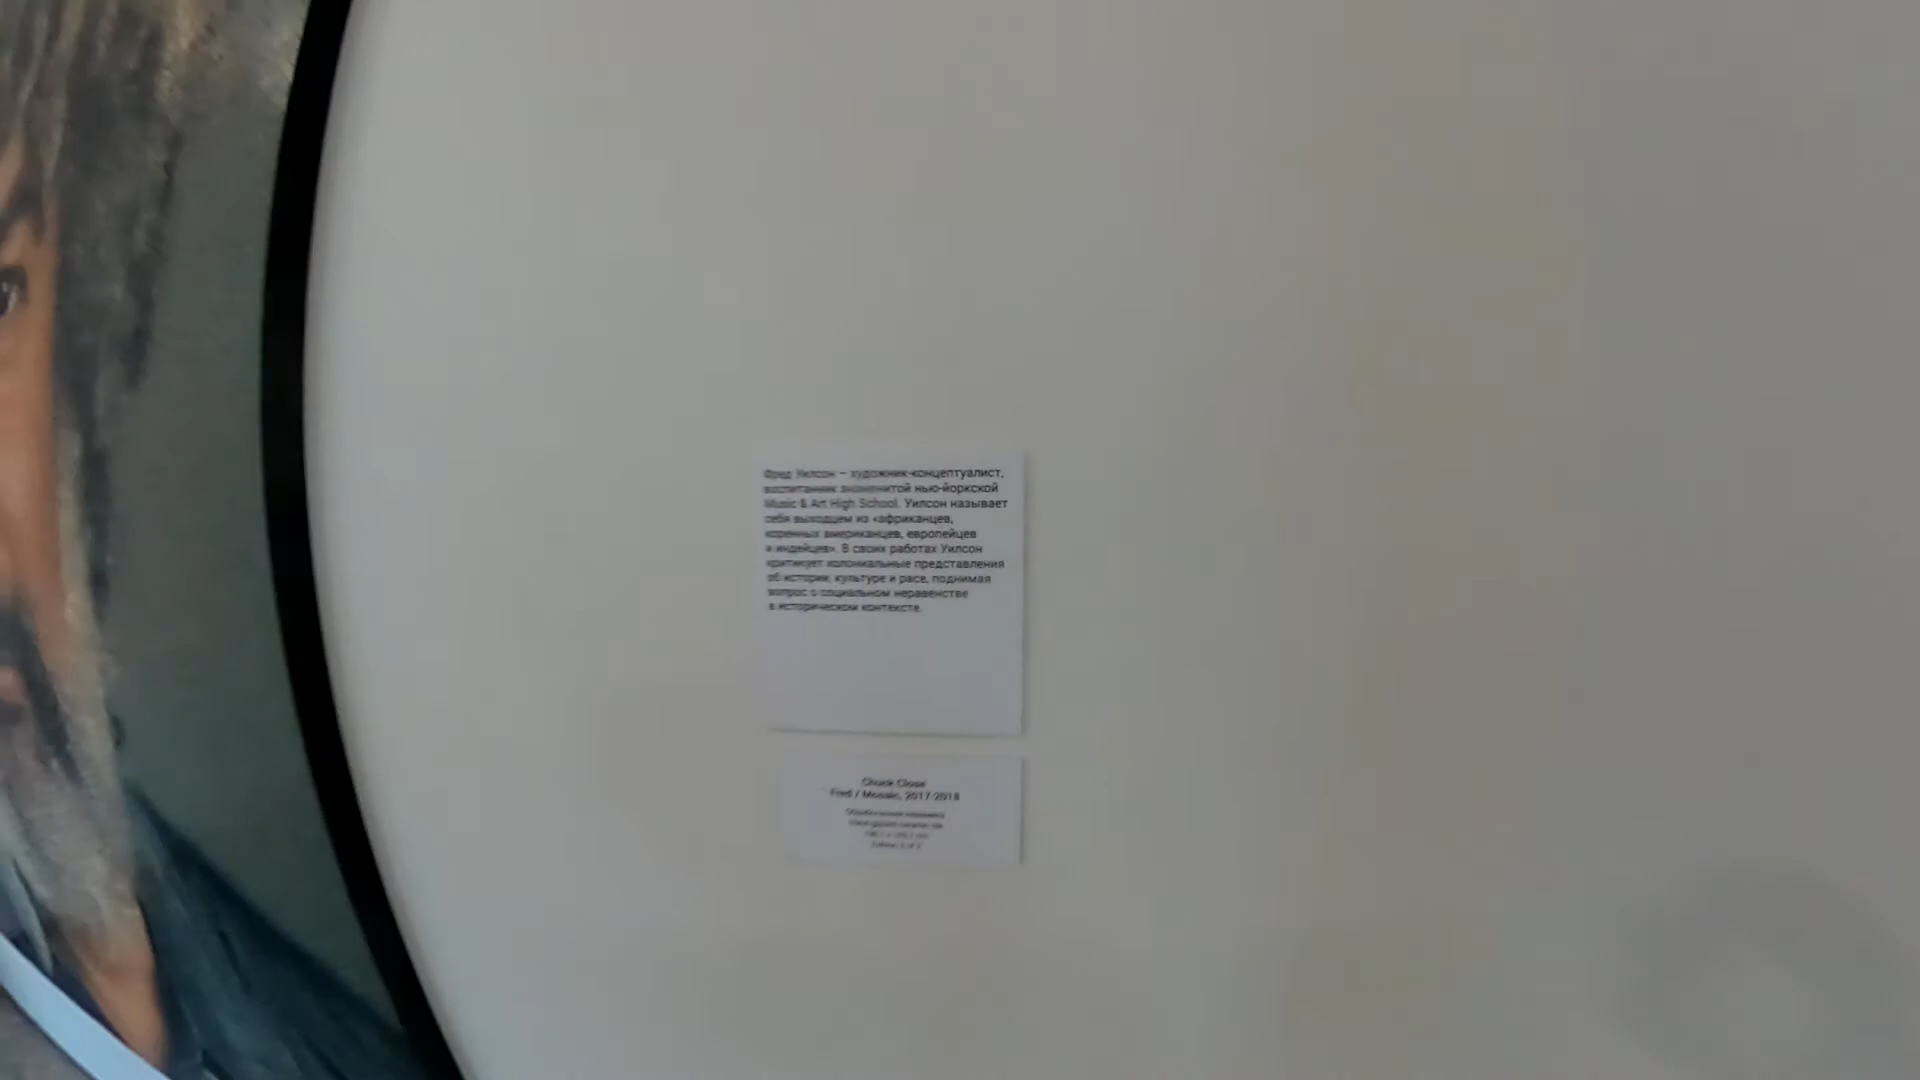 Фред Уилсон – художник-концептуалист,
воспитанник знаменитой нью-йоркской
Music & Art High School. Уилсон называет
себя выходцем из «африканцев,
коренных американцев, европейцев
и индейцев». В своих работах Уилсон
критикует колониальные представления
об истории, культуре и расе, поднимая
вопрос о социальном неравенстве
в историческом контексте.
Chuck Close
Fred / Mosaic, 2017-2018